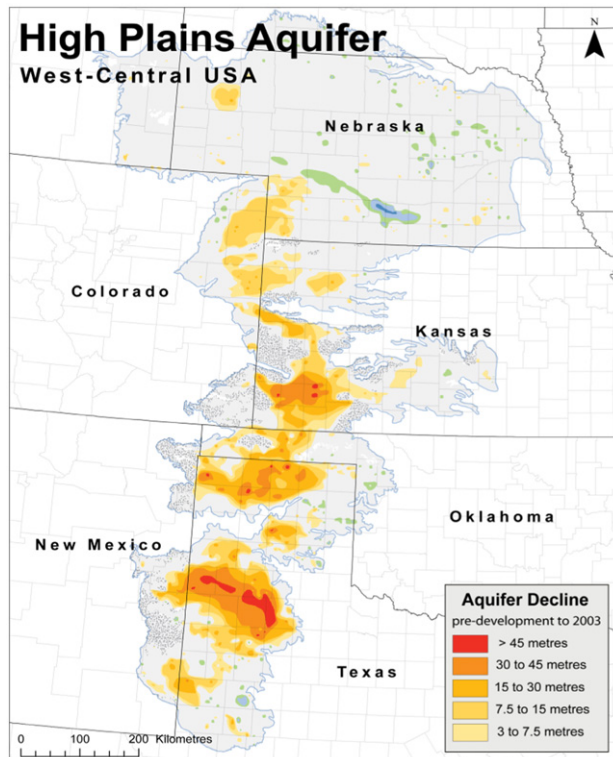 High Plains Aquifer
West-Central USA
N
Nebraska
Colorado
Kansas
Oklahoma
New Mexico
Texas
Aquifer Decline
pre-development to 2003
> 45 metres
30 to 45 metres
15 to 30 metres
7.5 to 15 metres
3 to 7.5 metres
0 100 200 Kilometres